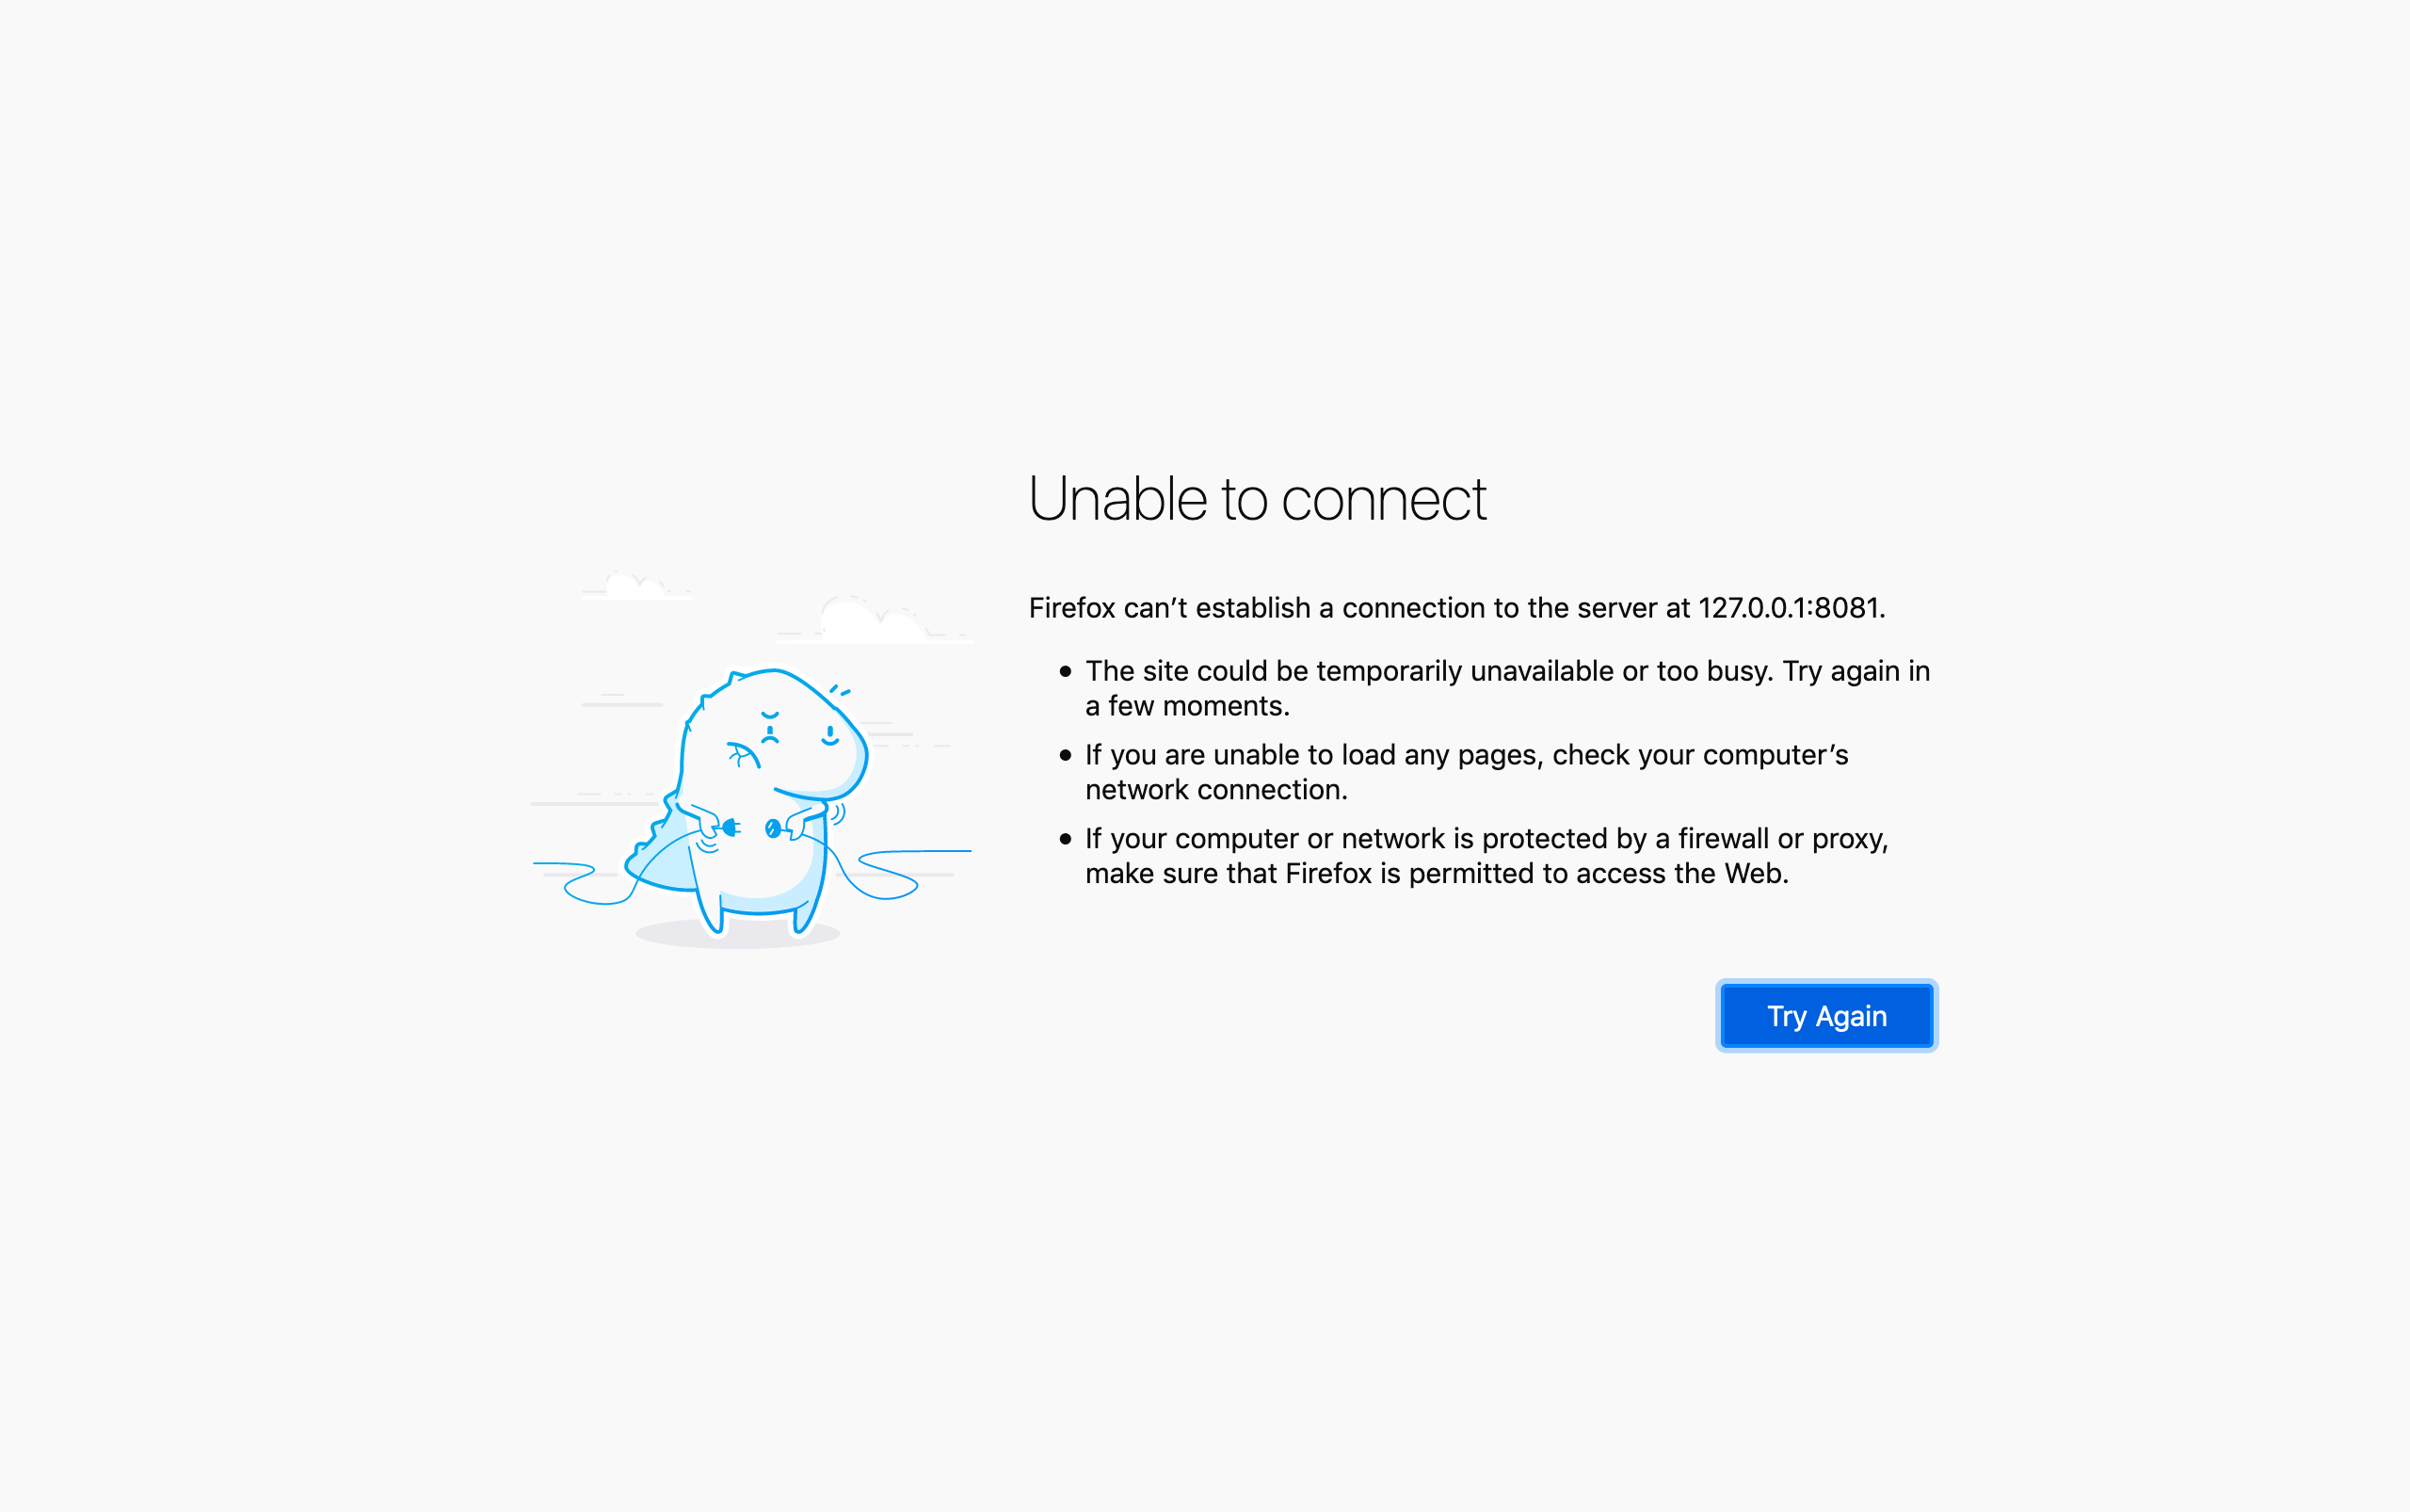 Unable to connect
Firefox can’t establish a connection to the server at 127.0.0.1:8081.
• The site could be temporarily unavailable or too busy. Try again in
a few moments.
• If you are unable to load any pages, check your computer’s
network connection.
• If your computer or network is protected by a firewall or proxy,
make sure that Firefox is permitted to access the Web.
Try Again